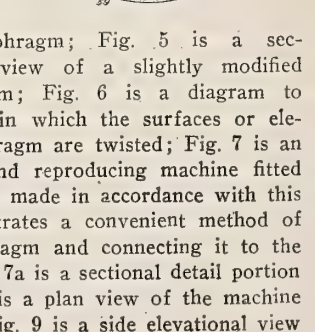 phragm; Fig. 5 is a sec-
view of a slightly modified
m; Fig. 6 is a diagram to
in which the surfaces or ele-
ragm are twisted; Fig. 7 is an
nd reproducing machine fitted
made in accordance with this
trates a convenient method of
agm and connecting it to the
7a is a sectional detail portion
is a plan view of the machine
ig. 9 is a side elevational view